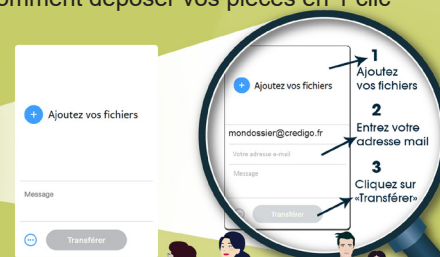 omment déposer vos pièces en 1 clic
Ajoutez vos fichiers
Message
Transférer
Ajoutez vos fichiers
mondossier@credigo.fr
Votre adresse e-mail
Message
Transférer
1
Ajoutez
vos fichiers
2
Entrez votre
adresse mail
3
Cliquez sur
«Transférer»